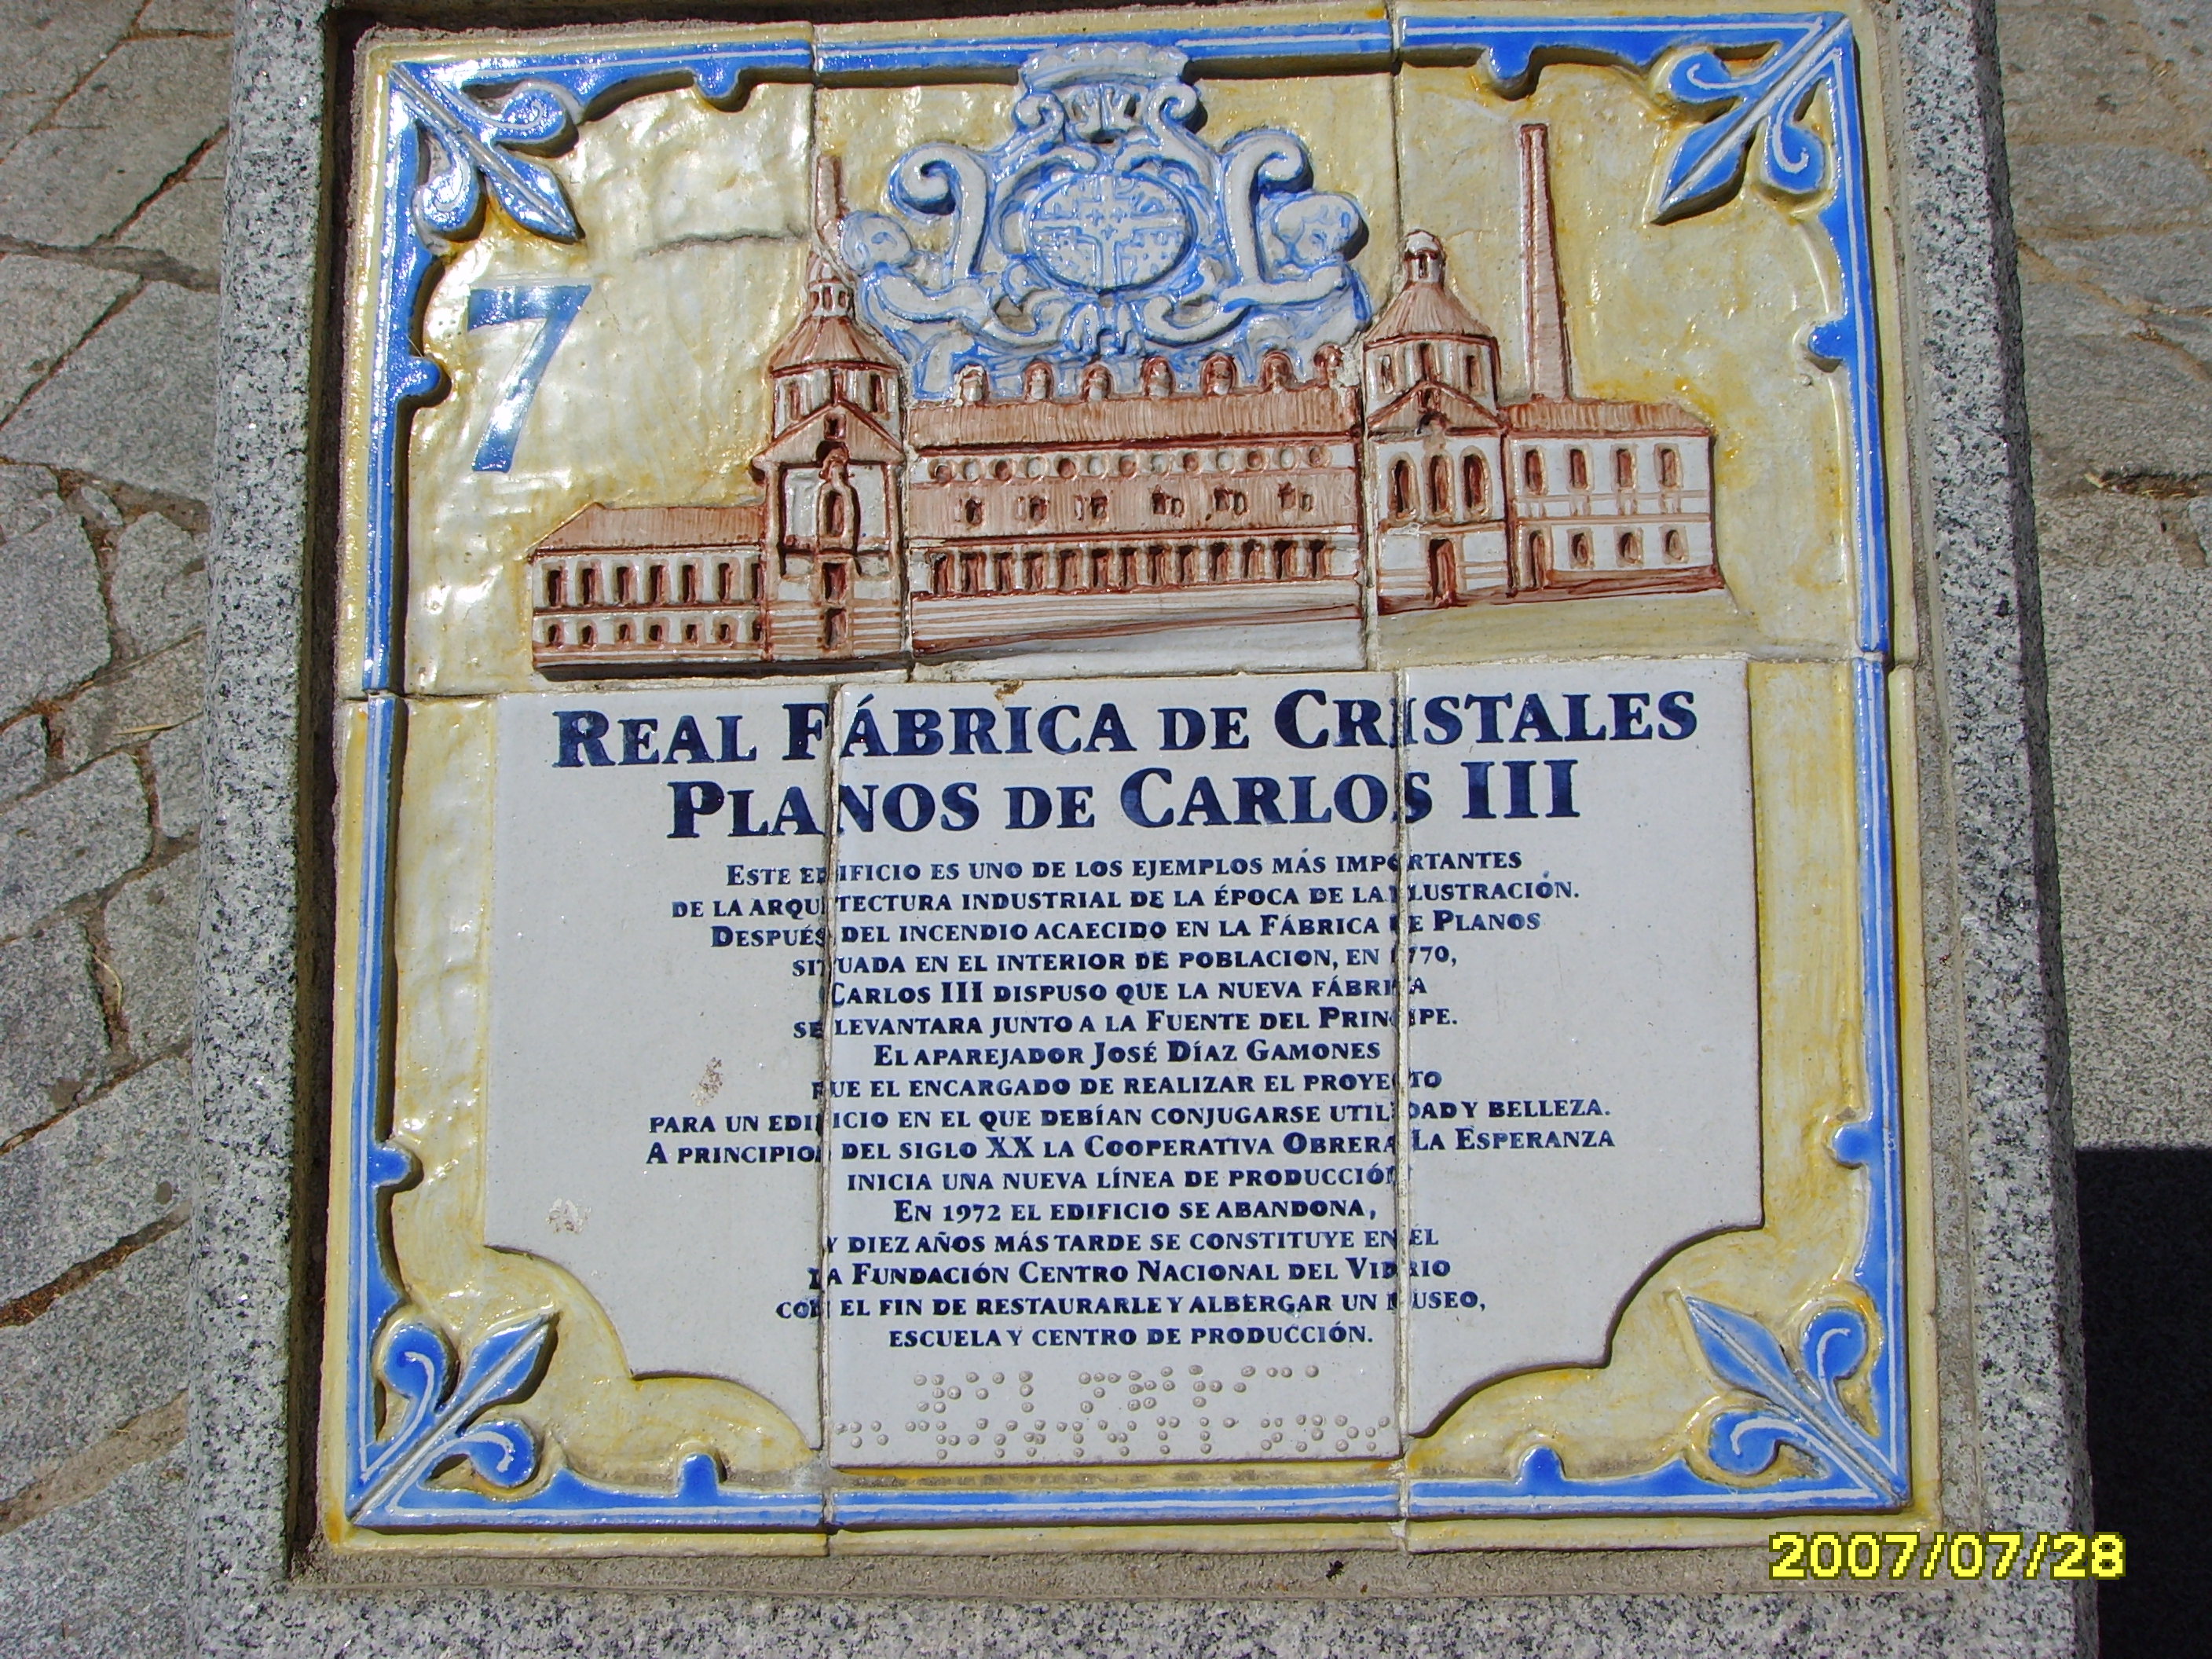 7
REAL FÁBRICA DE CRISTALES
PLANOS DE CARLOS III
ESTE EDIFICIO ES UNO DE LOS EJEMPLOS MÁS IMPORTANTES
DE LA ARQUITECTURA INDUSTRIAL DE LA ÉPOCA DE LA ILUSTRACIÓN.
DESPUÉS DEL INCENDIO ACAECIDO EN LA FÁBRICA DE PLANOS
SITUADA EN EL INTERIOR DE POBLACION, EN 1770,
CARLOS III DISPUSO QUE LA NUEVA FÁBRICA
SE LEVANTARA JUNTO A LA FUENTE DEL PRINCIPE.
EL APAREJADOR JOSÉ DÍAZ GAMONES
FUE EL ENCARGADO DE REALIZAR EL PROYECTO
PARA UN EDIFICIO EN EL QUE DEBÍAN CONJUGARSE UTILIDAD Y BELLEZA.
A PRINCIPIOS DEL SIGLO XX LA COOPERATIVA OBRERA LA ESPERANZA
INICIA UNA NUEVA LÍNEA DE PRODUCCIÓN
EN 1972 EL EDIFICIO SE ABANDONA,
Y DIEZ AÑOS MÁS TARDE SE CONSTITUYE EN ÉL
LA FUNDACIÓN CENTRO NACIONAL DEL VIDRIO
CON EL FIN DE RESTAURARLE Y ALBERGAR UN MUSEO,
ESCUELA Y CENTRO DE PRODUCCIÓN.
2007/07/28